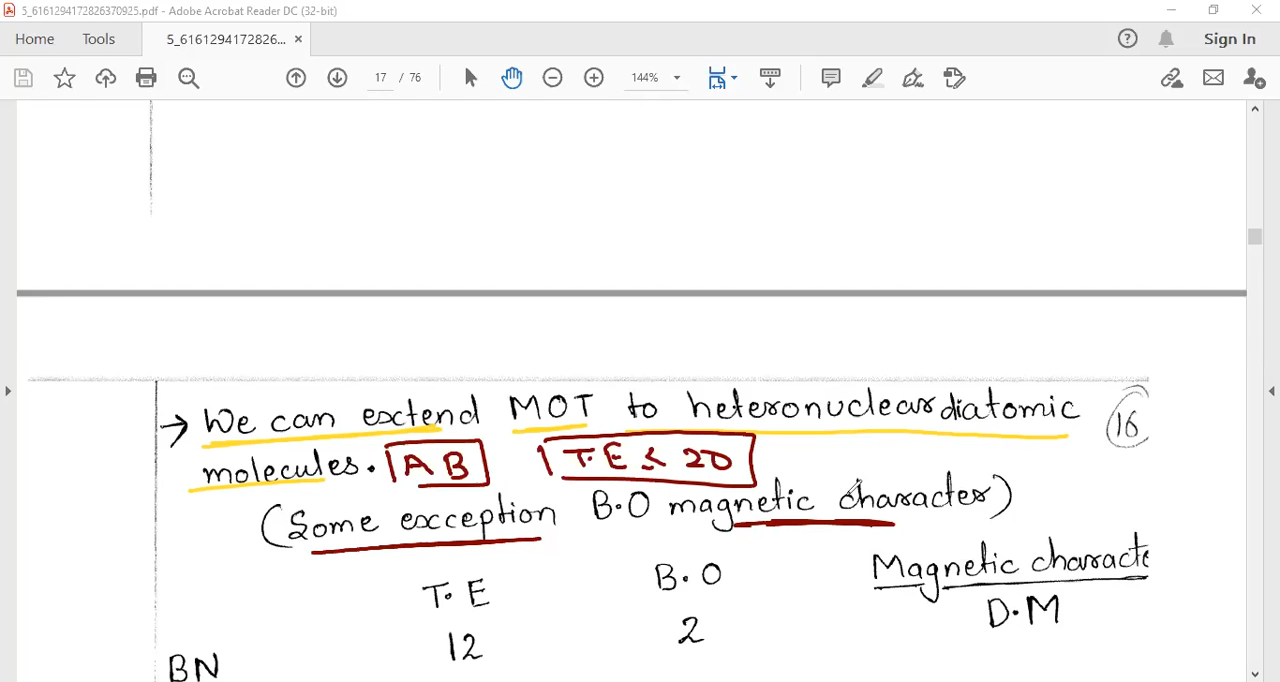 5_6161294172826370925.pdf - Adobe Acrobat Reader DC (32-bit)
Home Tools 5_6161294172826... × Sign In
17 / 76 144%
→ We can extend MOT to heteronuclear diatomic 16
molecules. AB T.E ≤ 20
(Some exception B.O magnetic character)
T.E B.O Magnetic characte
12 2 D.M
BN